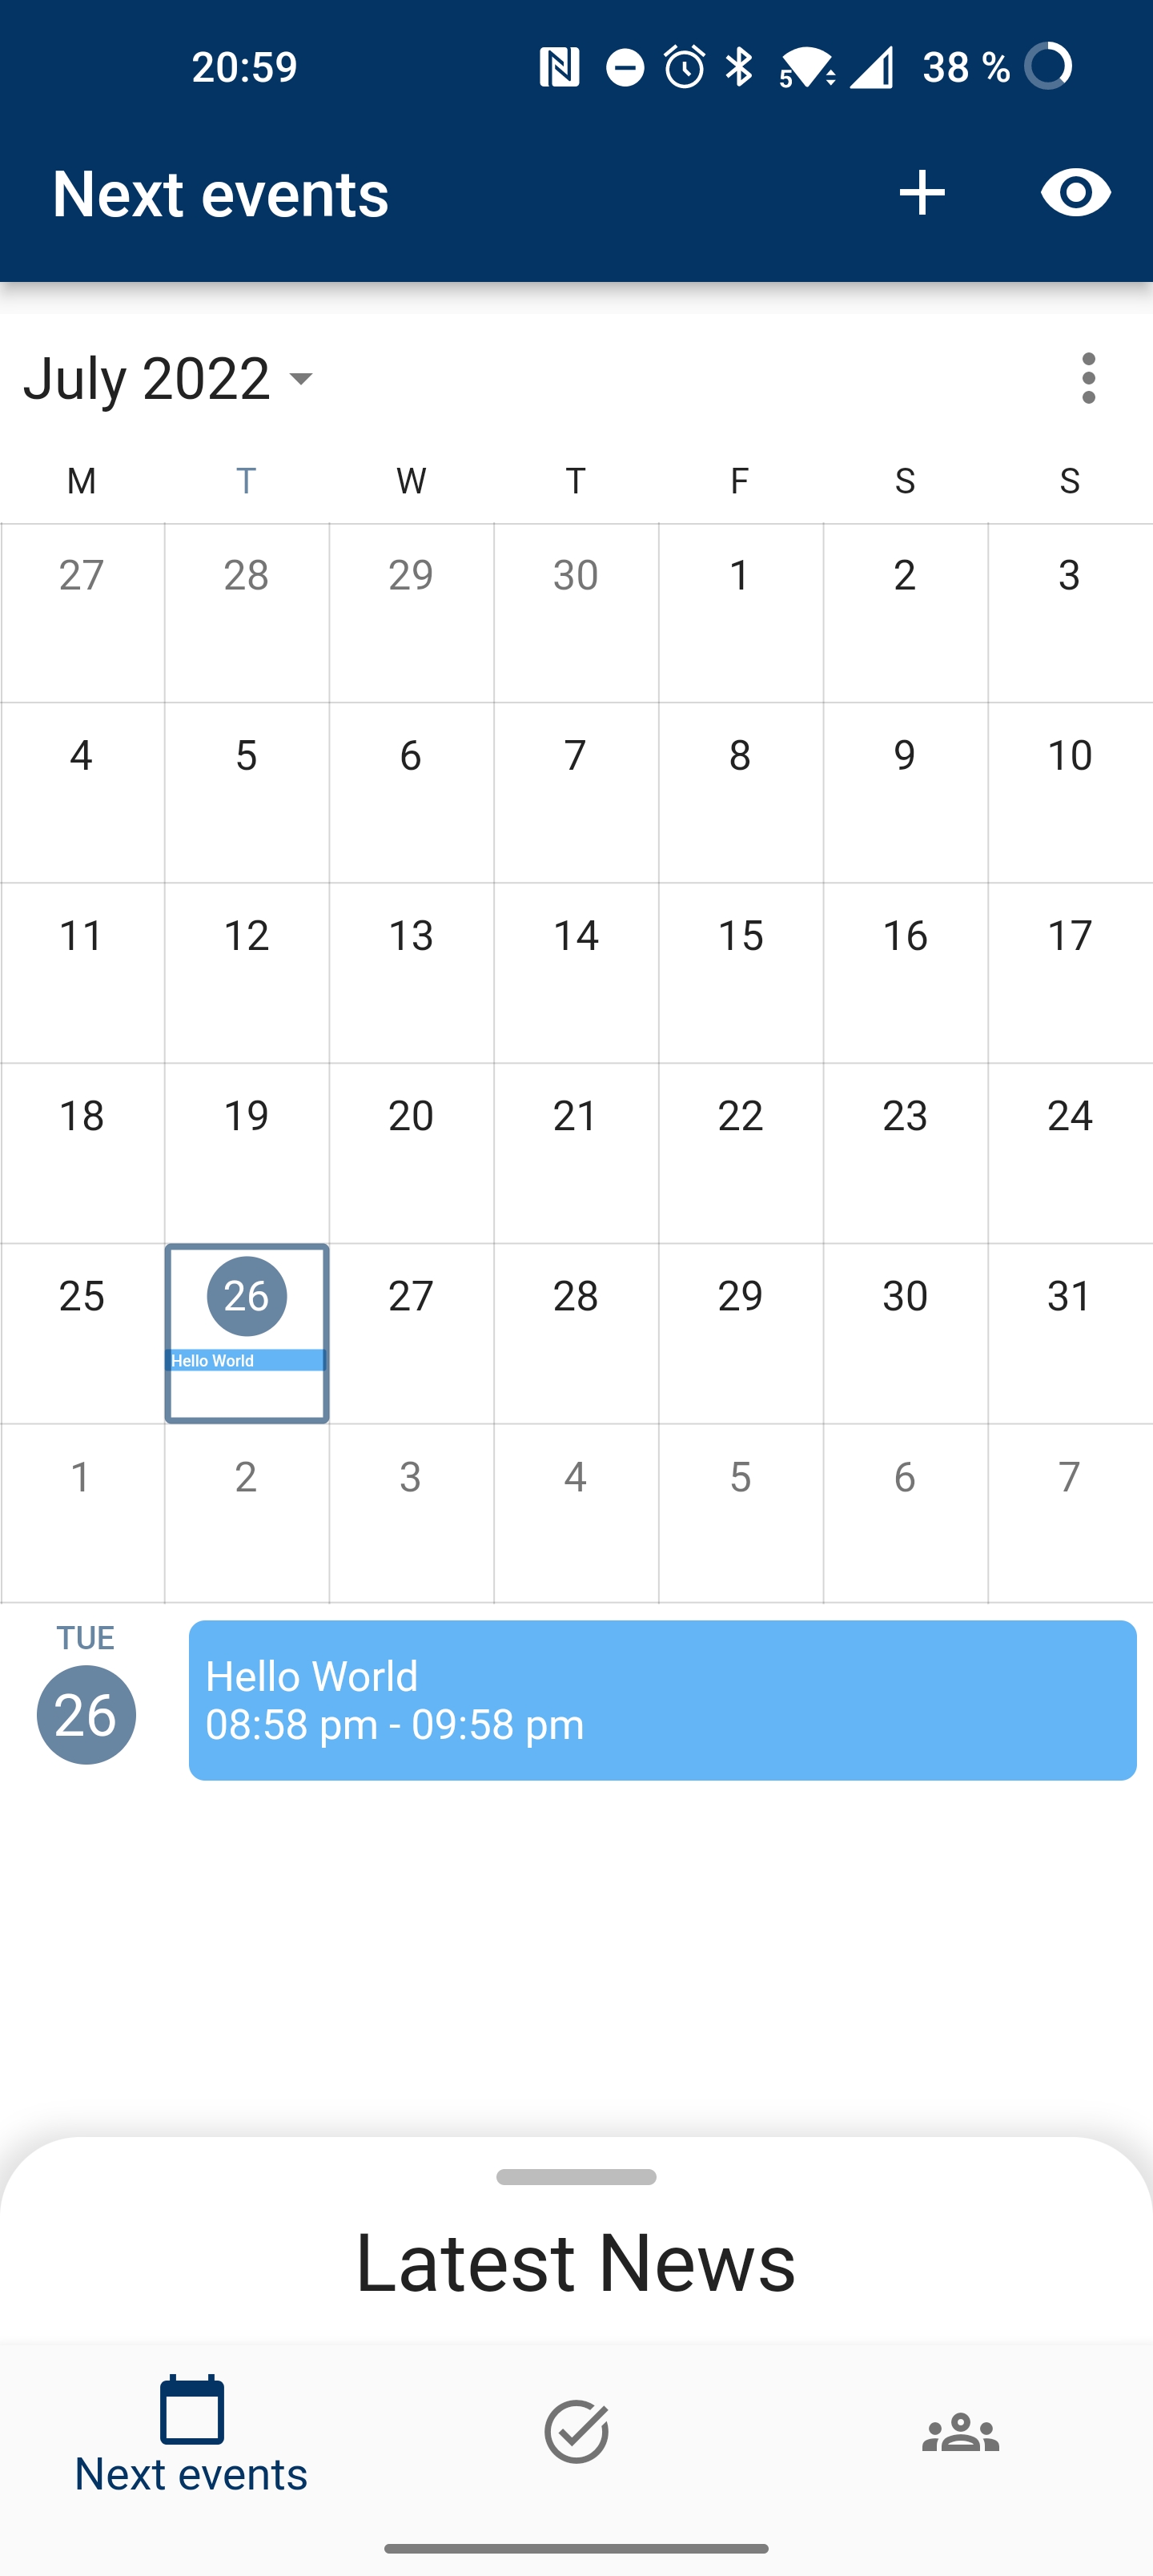 20:59 5 38 %
Next events
July 2022
M T W T F S S
27 28 29 30 1 2 3
4 5 6 7 8 9 10
11 12 13 14 15 16 17
18 19 20 21 22 23 24
25 26 27 28 29 30 31
Hello World
1 2 3 4 5 6 7
TUE
26
Hello World
08:58 pm - 09:58 pm
Latest News
Next events